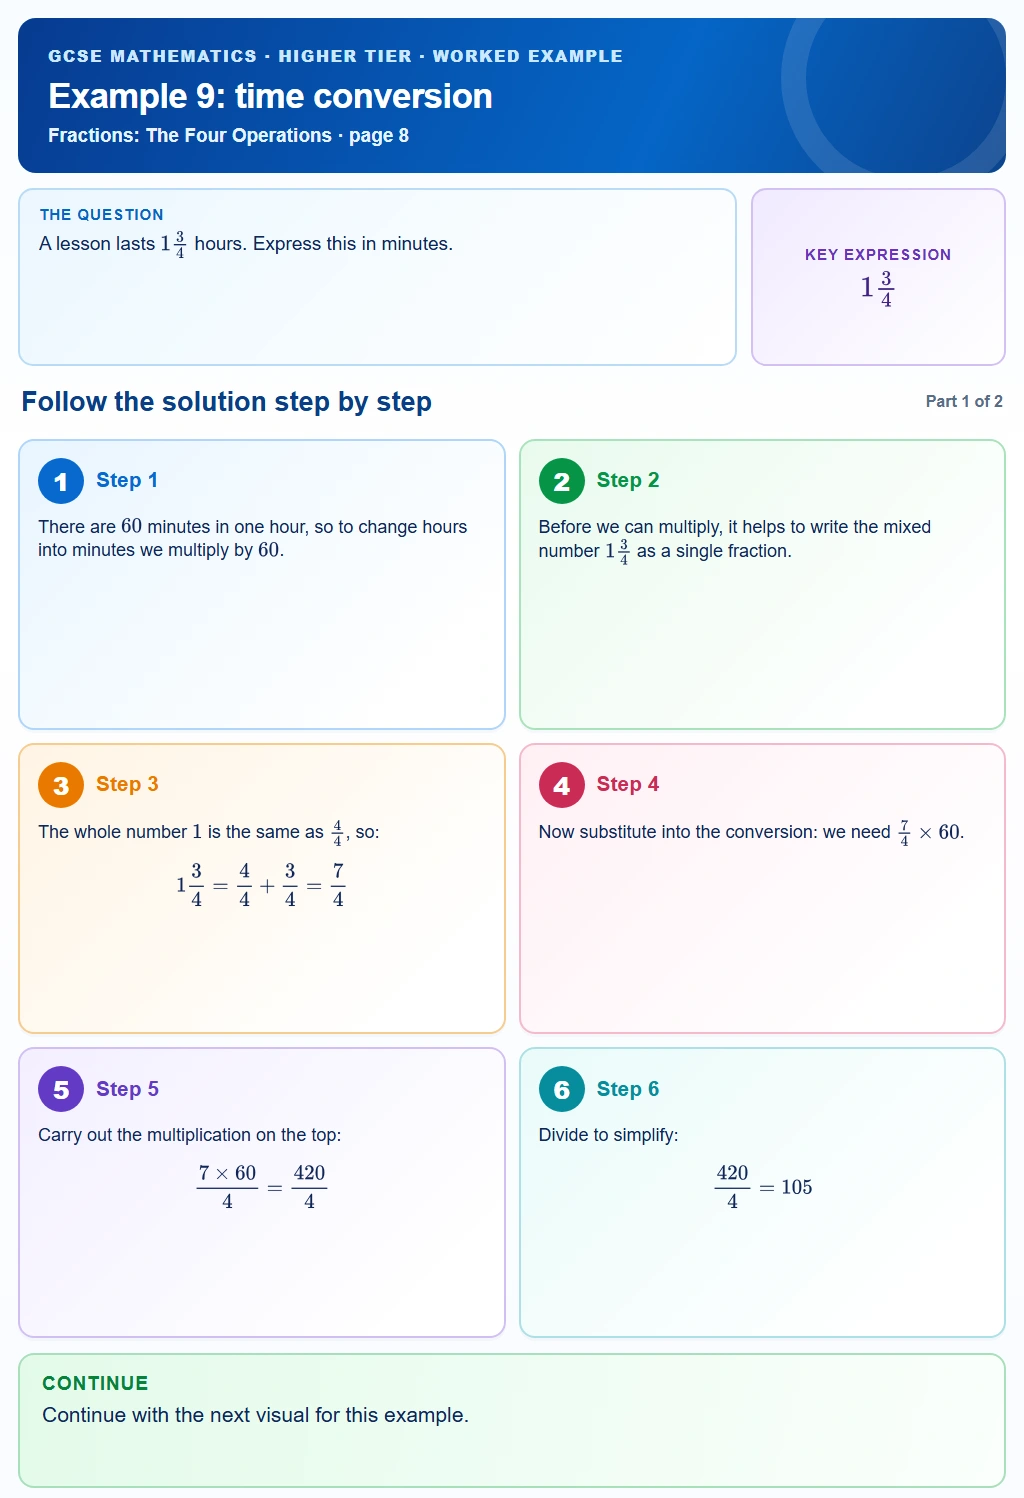 GCSE MATHEMATICS · HIGHER TIER · WORKED EXAMPLE
Example 9: time conversion
Fractions: The Four Operations · page 8
THE QUESTION
A lesson lasts 1 3/4 hours. Express this in minutes.
KEY EXPRESSION
1 3/4
Follow the solution step by step
Part 1 of 2
1 Step 1
There are 60 minutes in one hour, so to change hours
into minutes we multiply by 60.
2 Step 2
Before we can multiply, it helps to write the mixed
number 1 3/4 as a single fraction.
3 Step 3
The whole number 1 is the same as 4/4, so:
1 3/4 = 4/4 + 3/4 = 7/4
4 Step 4
Now substitute into the conversion: we need 7/4 × 60.
5 Step 5
Carry out the multiplication on the top:
(7 × 60)/4 = 420/4
6 Step 6
Divide to simplify:
420/4 = 105
CONTINUE
Continue with the next visual for this example.